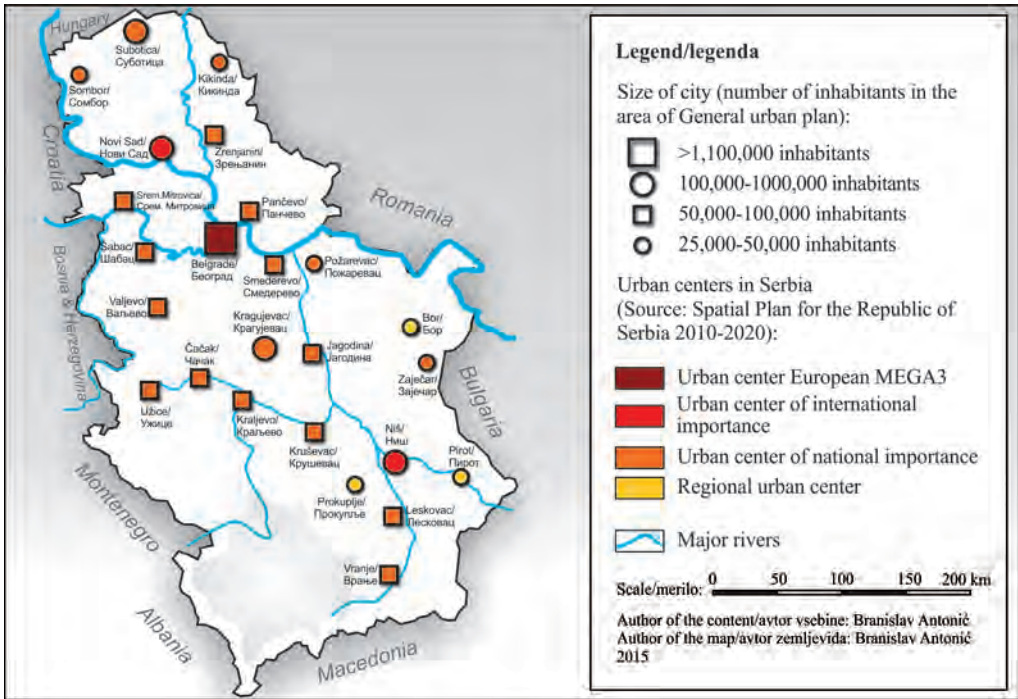 Hungary
Subotica/
Суботица
Sombor/
Сомбор
Kikinda/
Кикинда
Croatia
Novi Sad/
Нови Сад
Zrenjanin/
Зрењанин
Romania
Srem.Mitrovica/
Срем. Митровица
Pančevo/
Панчево
Bosnia & Herzegovina
Šabac/
Шабац
Belgrade/
Београд
Smederevo/
Смедерево
Požarevac/
Пожаревац
Valjevo/
Ваљево
Kragujevac/
Крагујевац
Bor/
Бор
Čačak/
Чачак
Jagodina/
Јагодина
Zaječar/
Зајечар
Bulgaria
Užice/
Ужице
Kraljevo/
Краљево
Kruševac/
Крушевац
Niš/
Ниш
Pirot/
Пирот
Montenegro
Prokuplje/
Прокупље
Leskovac/
Лесковац
Vranje/
Врање
Albania
Macedonia
Legend/legenda
Size of city (number of inhabitants in the
area of General urban plan):
>1,100,000 inhabitants
100,000-1000,000 inhabitants
50,000-100,000 inhabitants
25,000-50,000 inhabitants
Urban centers in Serbia
(Source: Spatial Plan for the Republic of
Serbia 2010-2020):
Urban center European MEGA3
Urban center of international
importance
Urban center of national importance
Regional urban center
Major rivers
Scale/merilo: 0 50 100 150 200 km
Author of the content/avtor vsebine: Branislav Antonić
Author of the map/avtor zemljevida: Branislav Antonić
2015